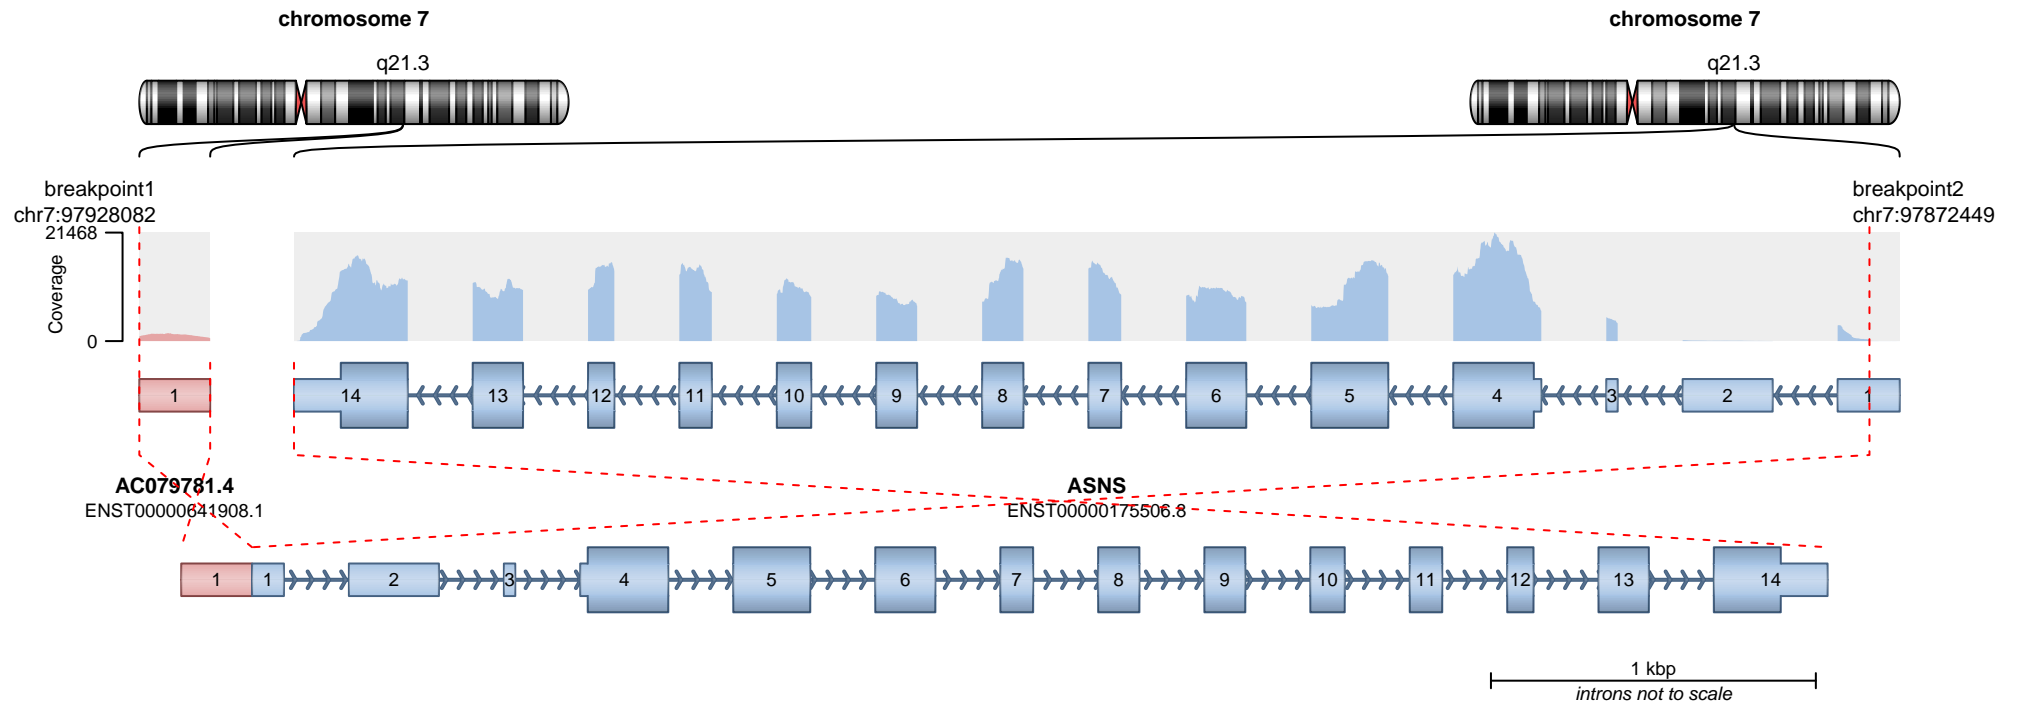 chromosome 7 chromosome 7
q21.3 q21.3
breakpoint1 breakpoint2
chr7:97928082 chr7:97872449
21468
Coverage
0
1 14 13 12 11 10 9 8 7 6 5 4 3 2 1
AC079781.4 ASNS
ENST00000641908.1 ENST00000175506.8
1 1 2 3 4 5 6 7 8 9 10 11 12 13 14
1 kbp
introns not to scale